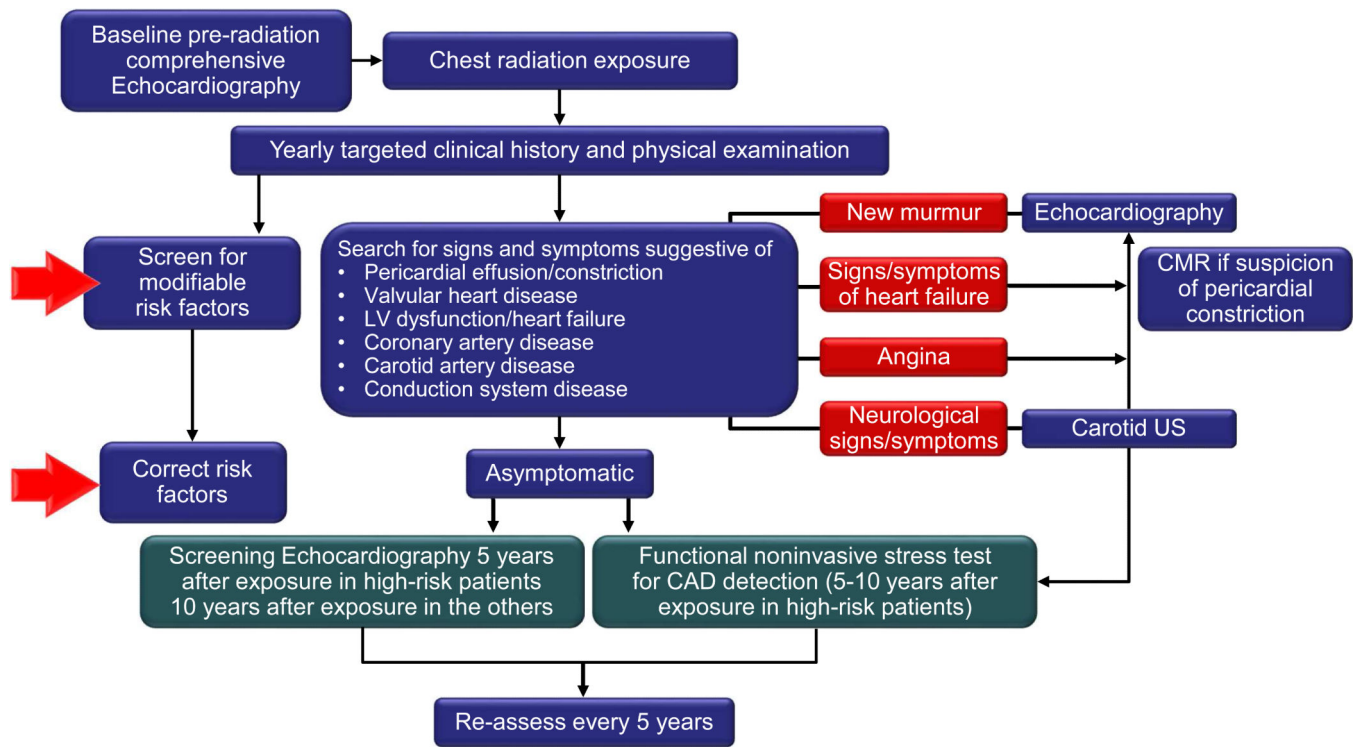 Baseline pre-radiation
comprehensive
Echocardiography
Chest radiation exposure
Yearly targeted clinical history and physical examination
Screen for
modifiable
risk factors
Correct risk
factors
Search for signs and symptoms suggestive of
• Pericardial effusion/constriction
• Valvular heart disease
• LV dysfunction/heart failure
• Coronary artery disease
• Carotid artery disease
• Conduction system disease
New murmur
Echocardiography
Signs/symptoms
of heart failure
CMR if suspicion
of pericardial
constriction
Angina
Neurological
signs/symptoms
Carotid US
Asymptomatic
Screening Echocardiography 5 years
after exposure in high-risk patients
10 years after exposure in the others
Functional noninvasive stress test
for CAD detection (5-10 years after
exposure in high-risk patients)
Re-assess every 5 years